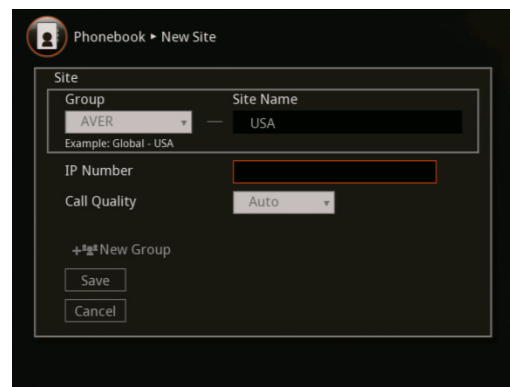 Phonebook ▸ New Site
Site
Group Site Name
AVER — USA
Example: Global - USA
IP Number
Call Quality Auto
New Group
Save
Cancel